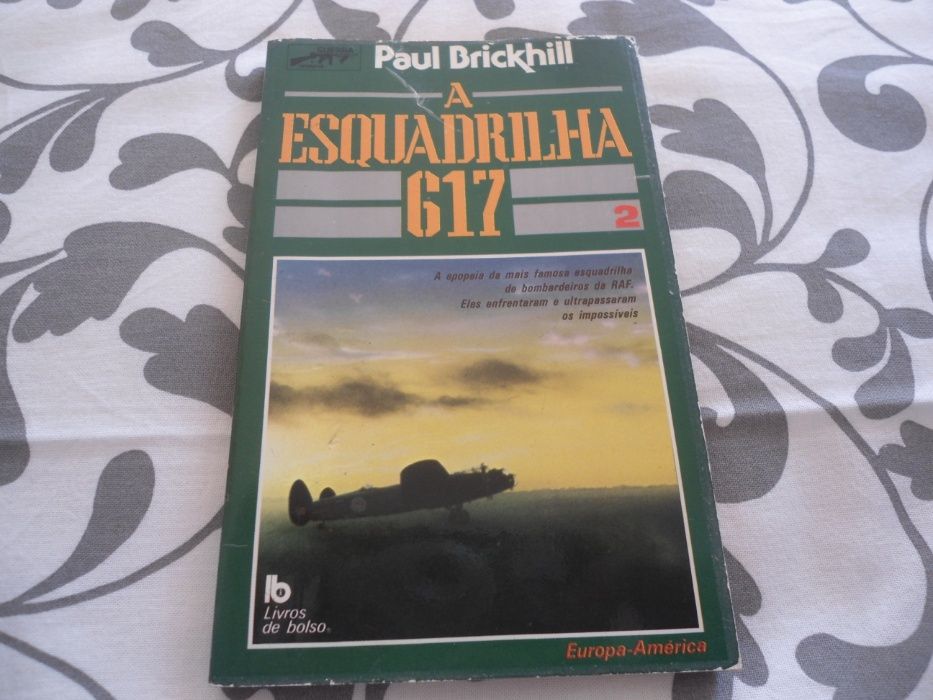 GUERRA
Paul Brickhill
A
ESQUADRILHA
617
2
A epopeia da mais famosa esquadrilha
de bombardeiros da RAF.
Eles enfrentaram e ultrapassaram
os impossíveis
lb
Livros
de bolso
Europa-América